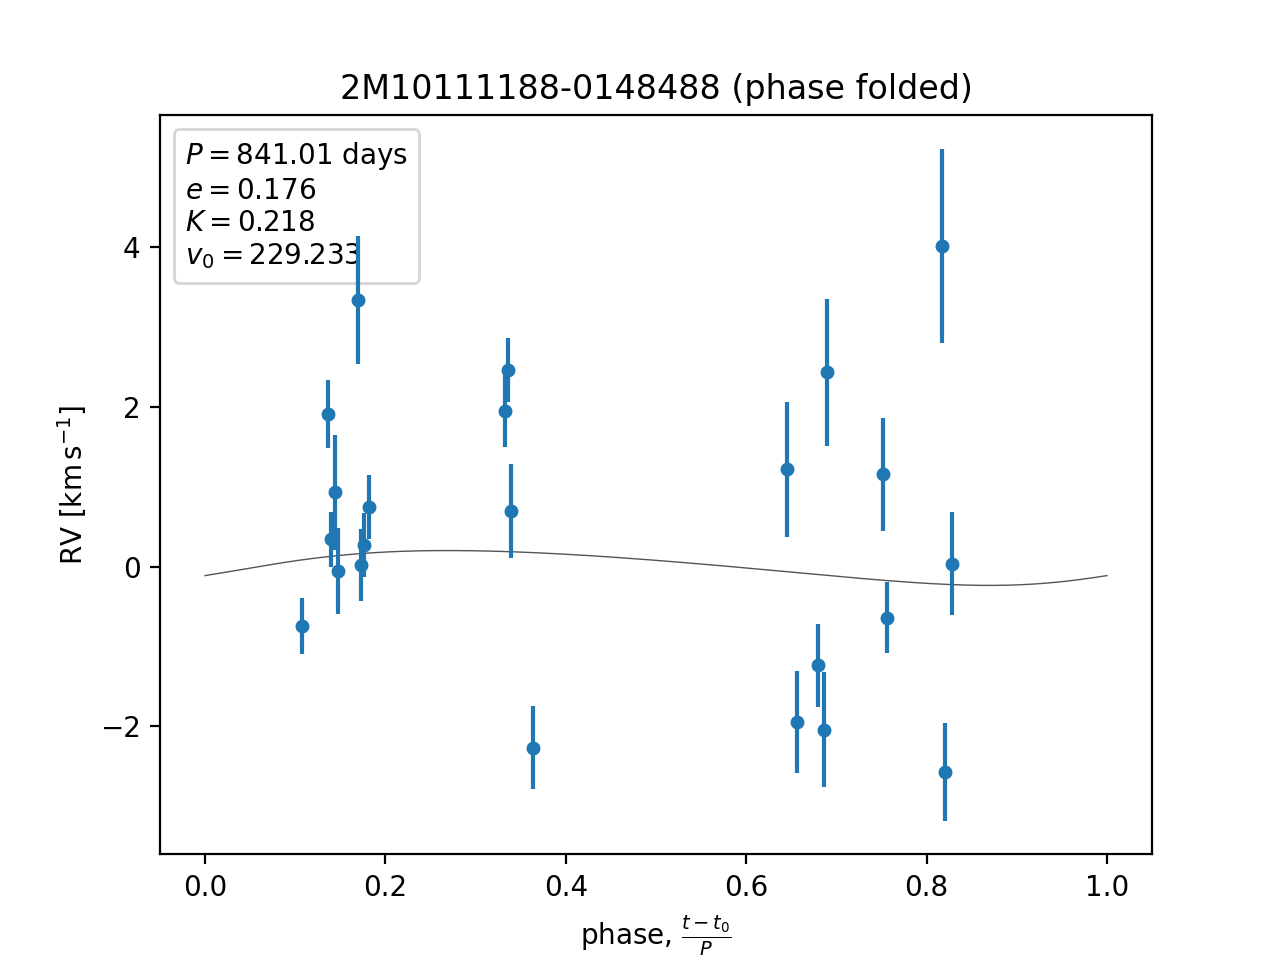 2M10111188-0148488 (phase folded)
P = 841.01 days
e = 0.176
K = 0.218
v₀ = 229.233
RV [km s⁻¹]
4
2
0
−2
0.0 0.2 0.4 0.6 0.8 1.0
phase, (t − t₀)/P